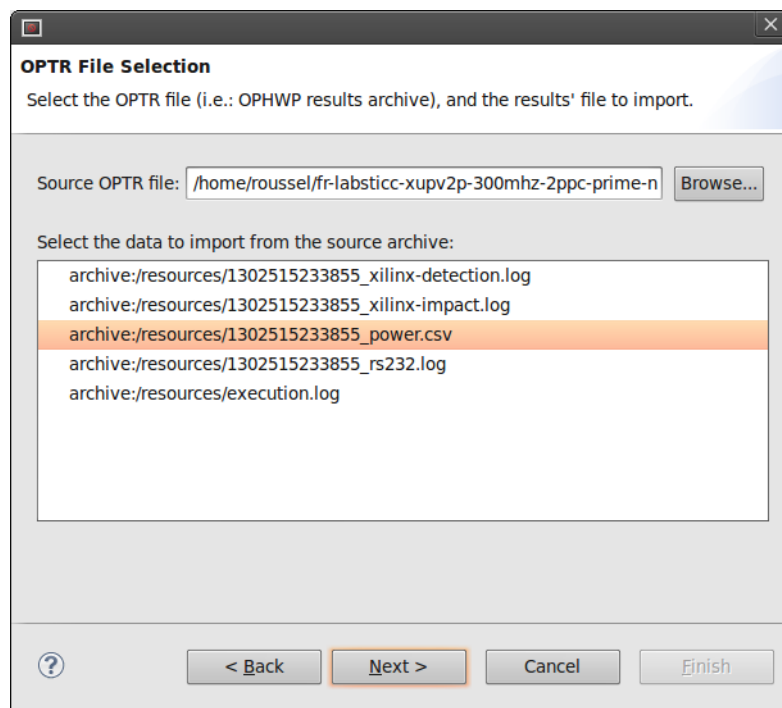 OPTR File Selection
Select the OPTR file (i.e.: OPHWP results archive), and the results' file to import.
Source OPTR file: /home/roussel/fr-labsticc-xupv2p-300mhz-2ppc-prime-n Browse...
Select the data to import from the source archive:
archive:/resources/1302515233855_xilinx-detection.log
archive:/resources/1302515233855_xilinx-impact.log
archive:/resources/1302515233855_power.csv
archive:/resources/1302515233855_rs232.log
archive:/resources/execution.log
? < Back Next > Cancel Finish